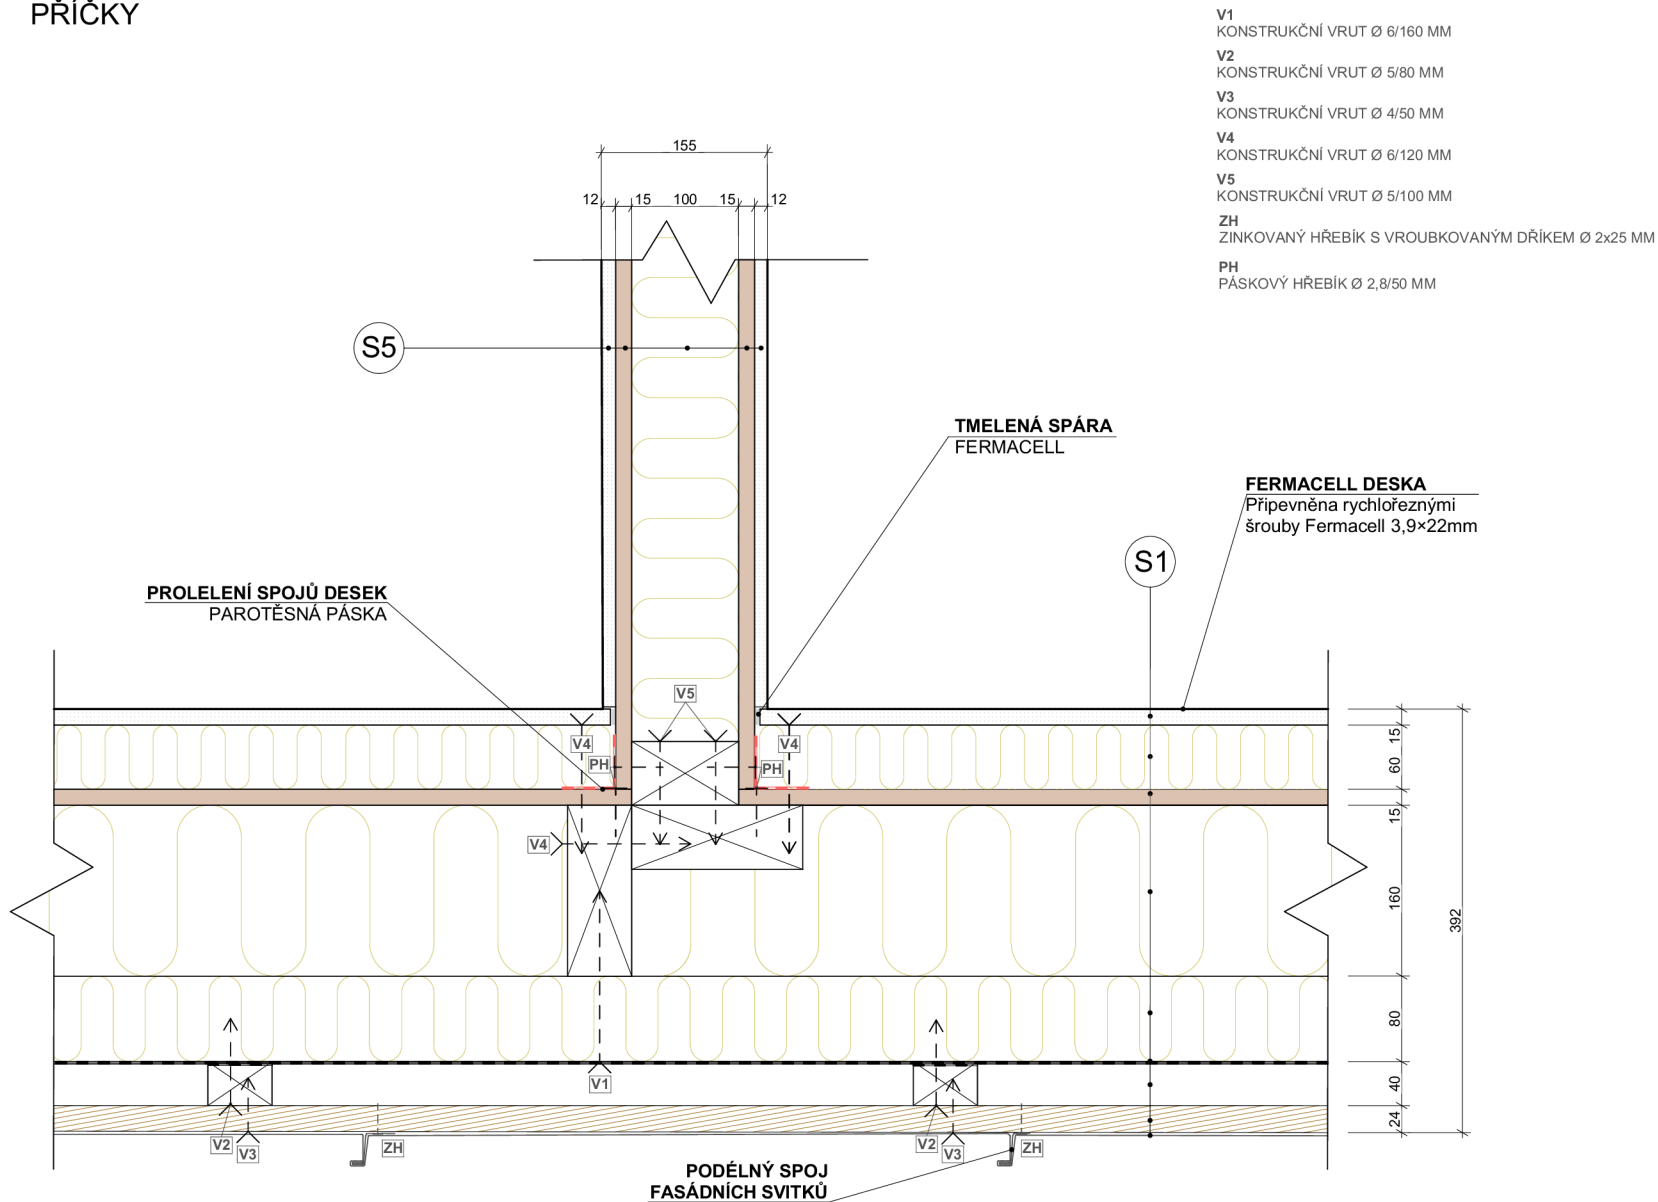 PŘÍČKY
V1
KONSTRUKČNÍ VRUT Ø 6/160 MM
V2
KONSTRUKČNÍ VRUT Ø 5/80 MM
V3
KONSTRUKČNÍ VRUT Ø 4/50 MM
V4
KONSTRUKČNÍ VRUT Ø 6/120 MM
V5
KONSTRUKČNÍ VRUT Ø 5/100 MM
ZH
ZINKOVANÝ HŘEBÍK S VROUBKOVANÝM DŘÍKEM Ø 2x25 MM
PH
PÁSKOVÝ HŘEBÍK Ø 2,8/50 MM
155
12 15 100 15 12
S5
TMELENÁ SPÁRA
FERMACELL
FERMACELL DESKA
Připevněna rychlořeznými
šrouby Fermacell 3,9×22mm
S1
PROLELENÍ SPOJŮ DESEK
PAROTĚSNÁ PÁSKA
V5
V4
V4
PH
PH
V4
15
60
15
160
392
80
40
24
V1
V2
V3
ZH
V2
V3
ZH
PODÉLNÝ SPOJ
FASÁDNÍCH SVITKŮ